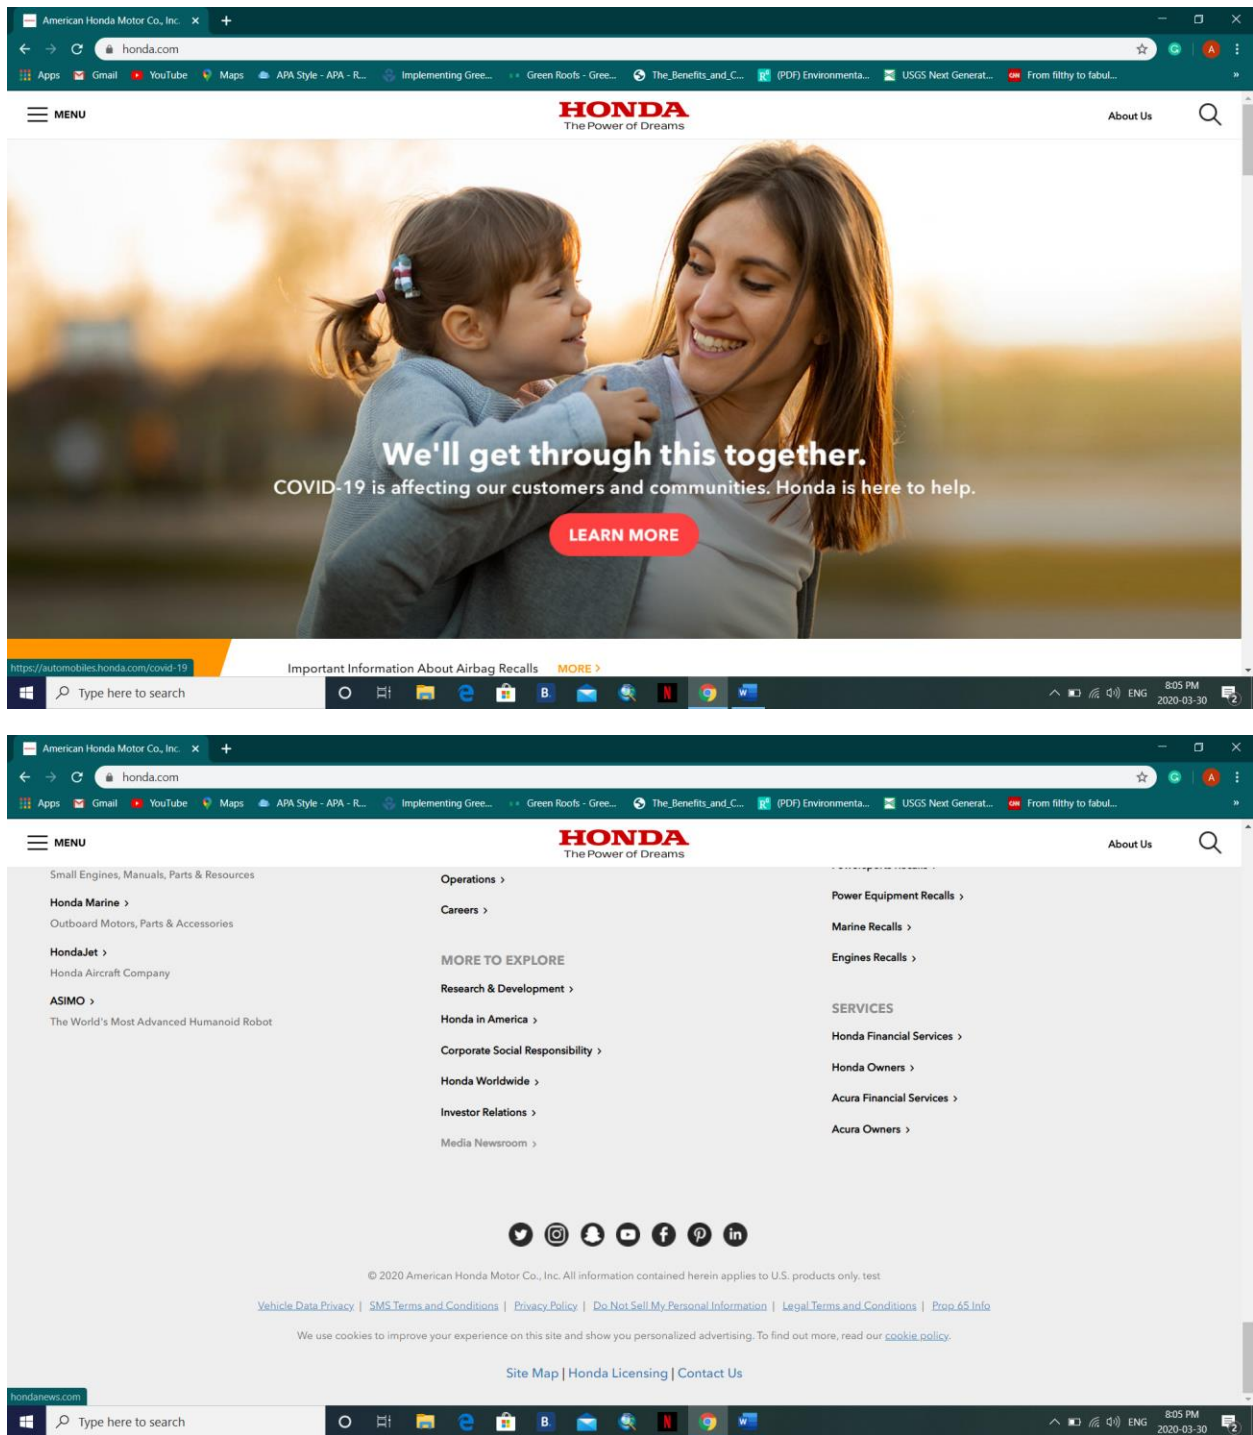 American Honda Motor Co., Inc.
honda.com
Apps Gmail YouTube Maps APA Style - APA - R... Implementing Gree... Green Roofs - Gree... The_Benefits_and_C... (PDF) Environmenta... USGS Next Generat... From filthy to fabul...
MENU
HONDA
The Power of Dreams
About Us
We'll get through this together.
COVID-19 is affecting our customers and communities. Honda is here to help.
LEARN MORE
Important Information About Airbag Recalls MORE >
https://automobiles.honda.com/covid-19
Type here to search
ENG
8:05 PM
2020-03-30
American Honda Motor Co., Inc.
honda.com
Apps Gmail YouTube Maps APA Style - APA - R... Implementing Gree... Green Roofs - Gree... The_Benefits_and_C... (PDF) Environmenta... USGS Next Generat... From filthy to fabul...
MENU
HONDA
The Power of Dreams
About Us
Small Engines, Manuals, Parts & Resources
Honda Marine >
Outboard Motors, Parts & Accessories
HondaJet >
Honda Aircraft Company
ASIMO >
The World's Most Advanced Humanoid Robot
Operations >
Careers >
MORE TO EXPLORE
Research & Development >
Honda in America >
Corporate Social Responsibility >
Honda Worldwide >
Investor Relations >
Media Newsroom >
Power Equipment Recalls >
Marine Recalls >
Engines Recalls >
SERVICES
Honda Financial Services >
Honda Owners >
Acura Financial Services >
Acura Owners >
© 2020 American Honda Motor Co., Inc. All information contained herein applies to U.S. products only. test
Vehicle Data Privacy | SMS Terms and Conditions | Privacy Policy | Do Not Sell My Personal Information | Legal Terms and Conditions | Prop 65 Info
We use cookies to improve your experience on this site and show you personalized advertising. To find out more, read our cookie policy.
Site Map | Honda Licensing | Contact Us
hondanews.com
Type here to search
ENG
8:05 PM
2020-03-30